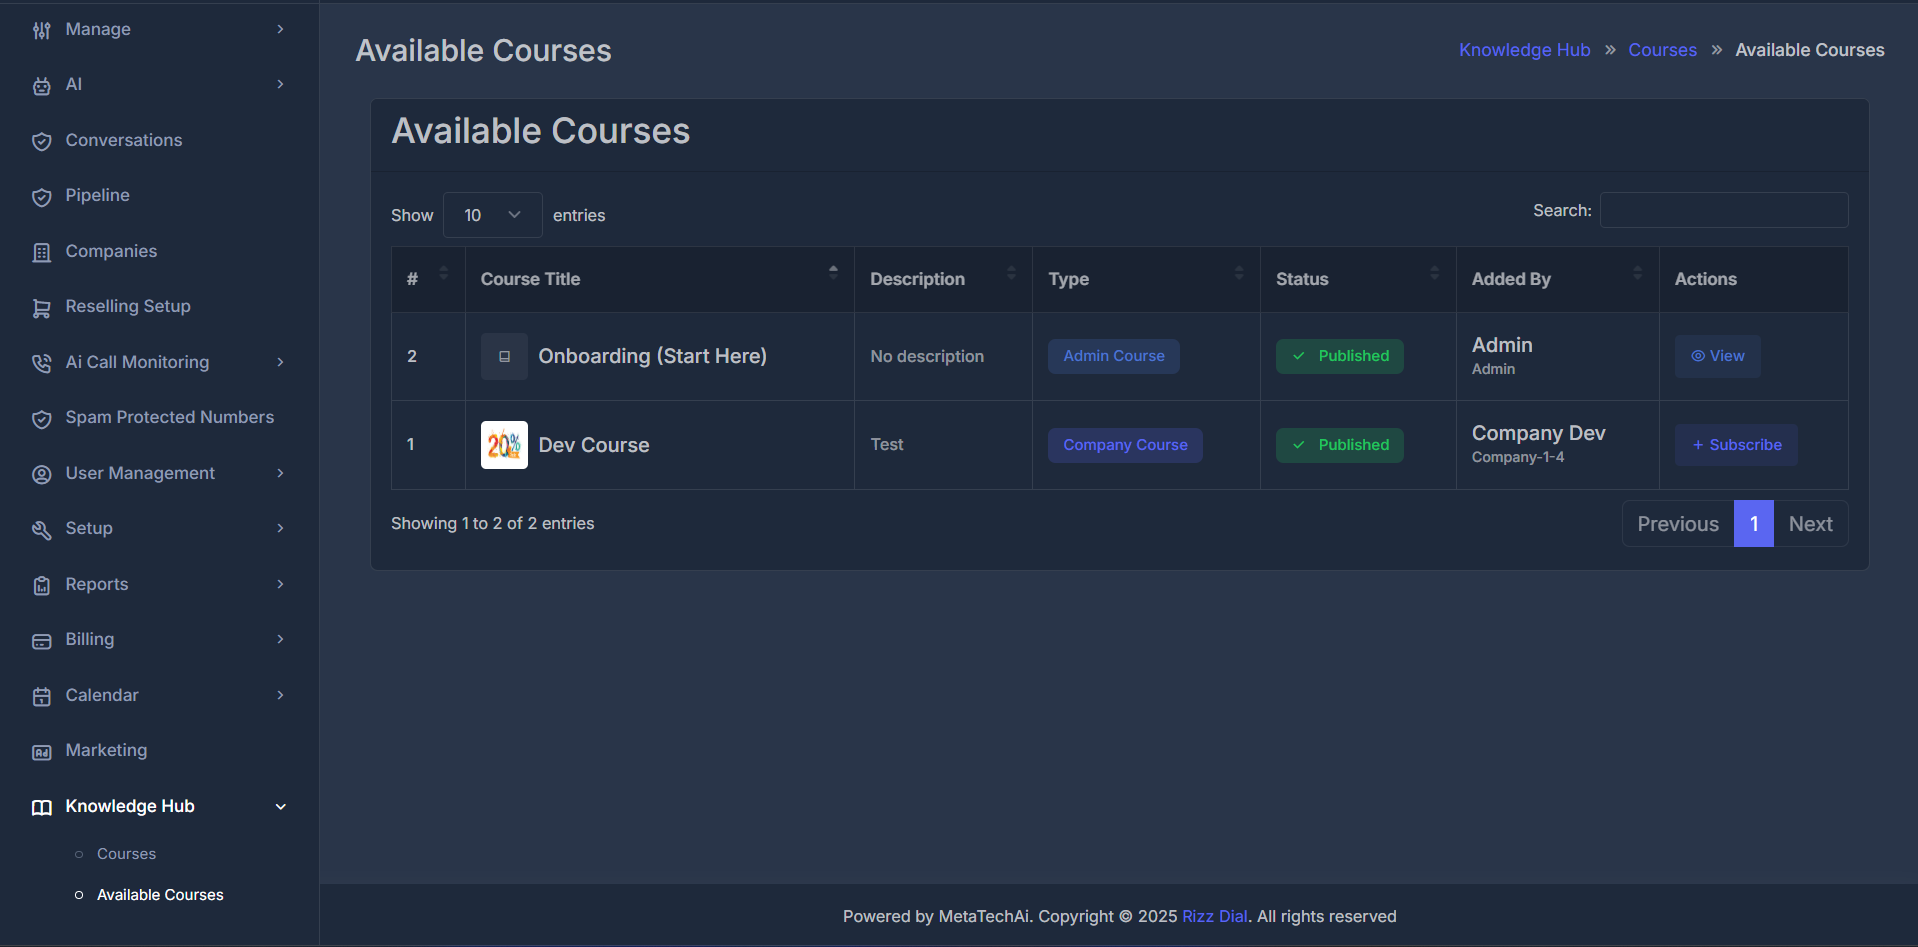 Manage
AI
Conversations
Pipeline
Companies
Reselling Setup
Ai Call Monitoring
Spam Protected Numbers
User Management
Setup
Reports
Billing
Calendar
Marketing
Knowledge Hub
Courses
Available Courses
Available Courses
Knowledge Hub » Courses » Available Courses
Available Courses
Show 10 entries
Search:
# Course Title Description Type Status Added By Actions
2 Onboarding (Start Here) No description Admin Course Published Admin View
Admin
1 20% Dev Course Test Company Course Published Company Dev + Subscribe
Company-1-4
Showing 1 to 2 of 2 entries
Previous 1 Next
Powered by MetaTechAi. Copyright © 2025 Rizz Dial. All rights reserved